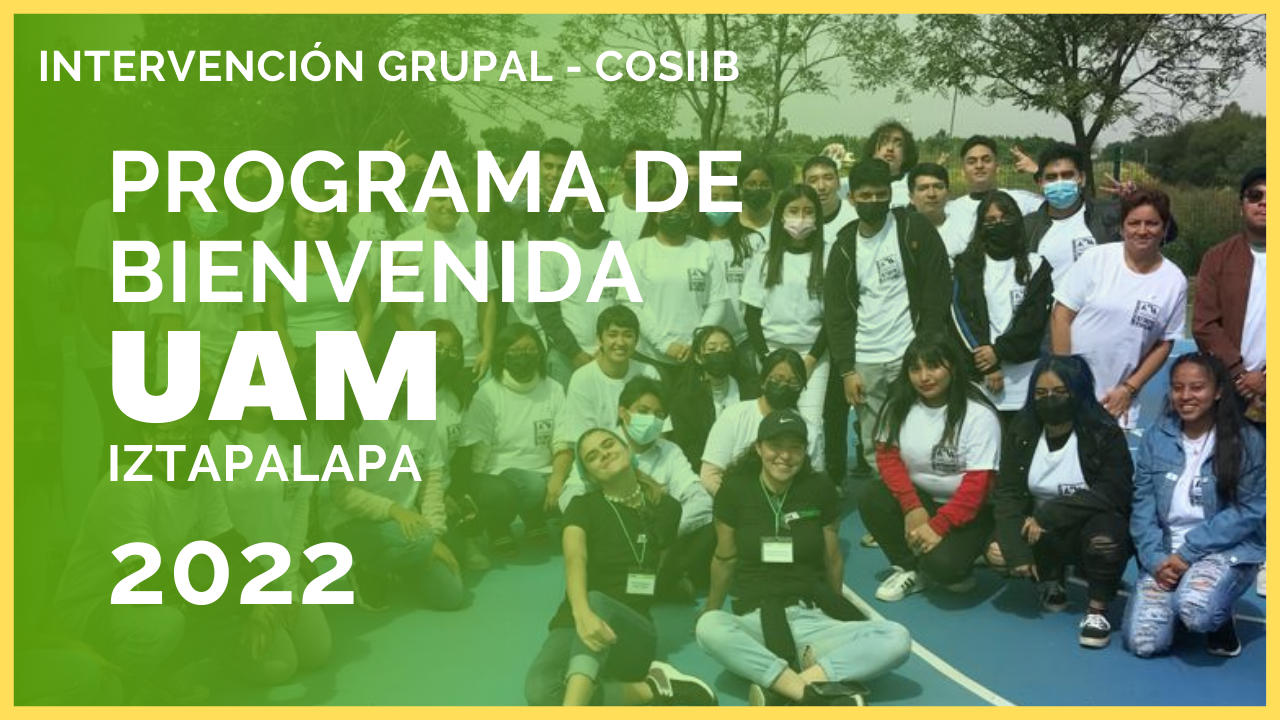 INTERVENCIÓN GRUPAL - COSIIB
PROGRAMA DE
BIENVENIDA
UAM
IZTAPALAPA
2022